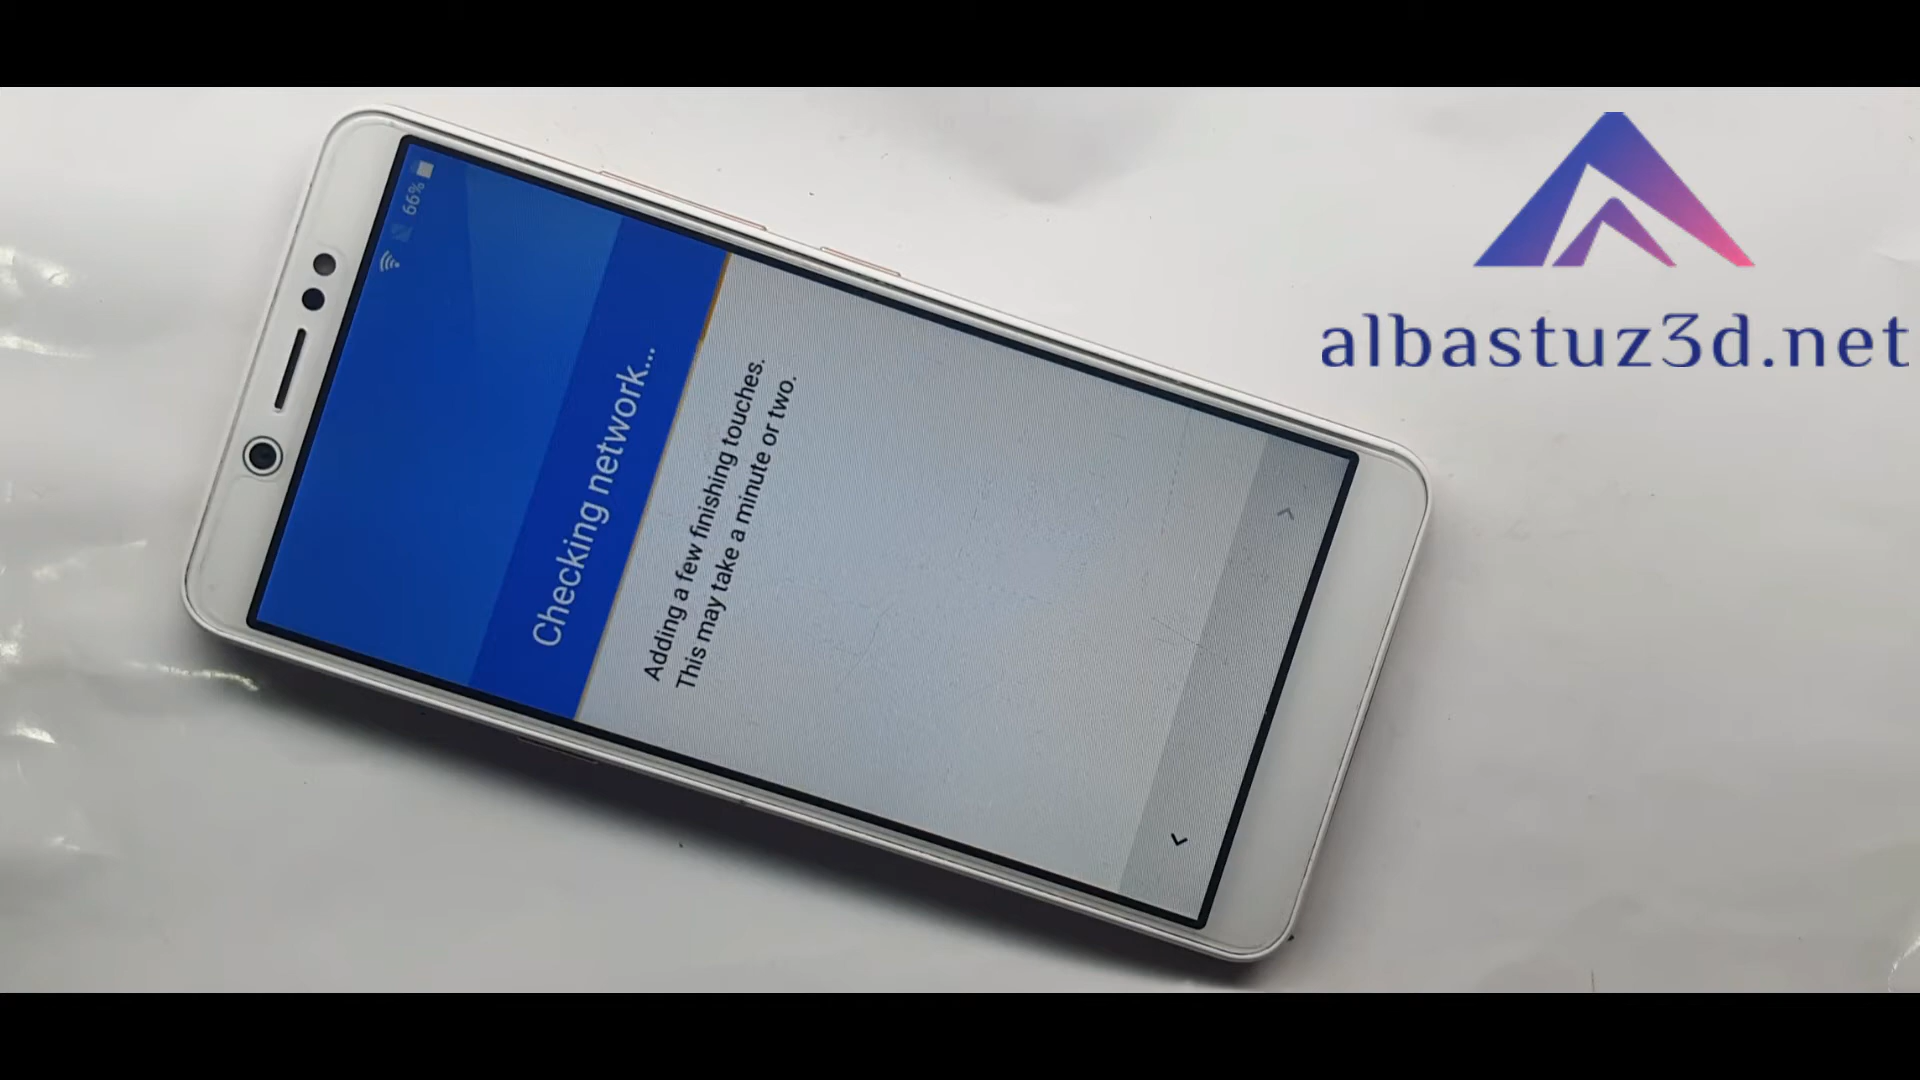 66%
Checking network...
Adding a few finishing touches.
This may take a minute or two.
albastuz3d.net